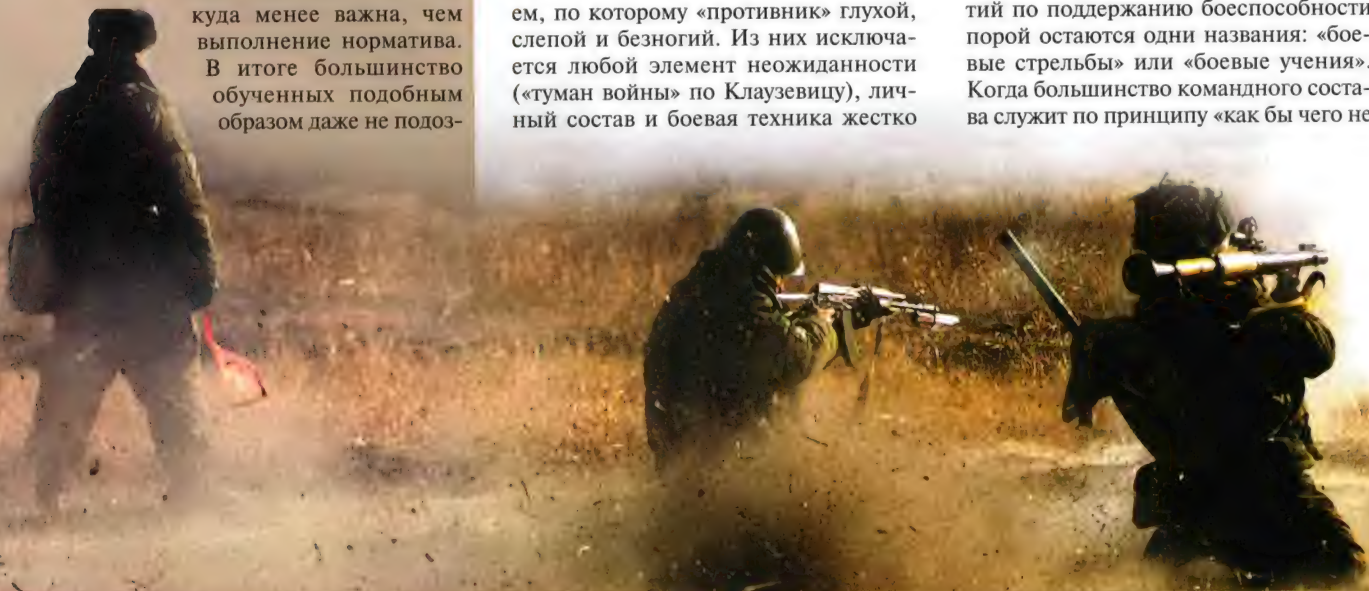 куда менее важна, чем
выполнение норматива.
В итоге большинство
обученных подобным
образом даже не подоз-
ем, по которому «противник» глухой,
слепой и безногий. Из них исключа-
ется любой элемент неожиданности
(«туман войны» по Клаузевицу), лич-
ный состав и боевая техника жестко
тий по поддержанию боеспособности
порой остаются одни названия: «бое-
вые стрельбы» или «боевые учения».
Когда большинство командного соста-
ва служит по принципу «как бы чего не